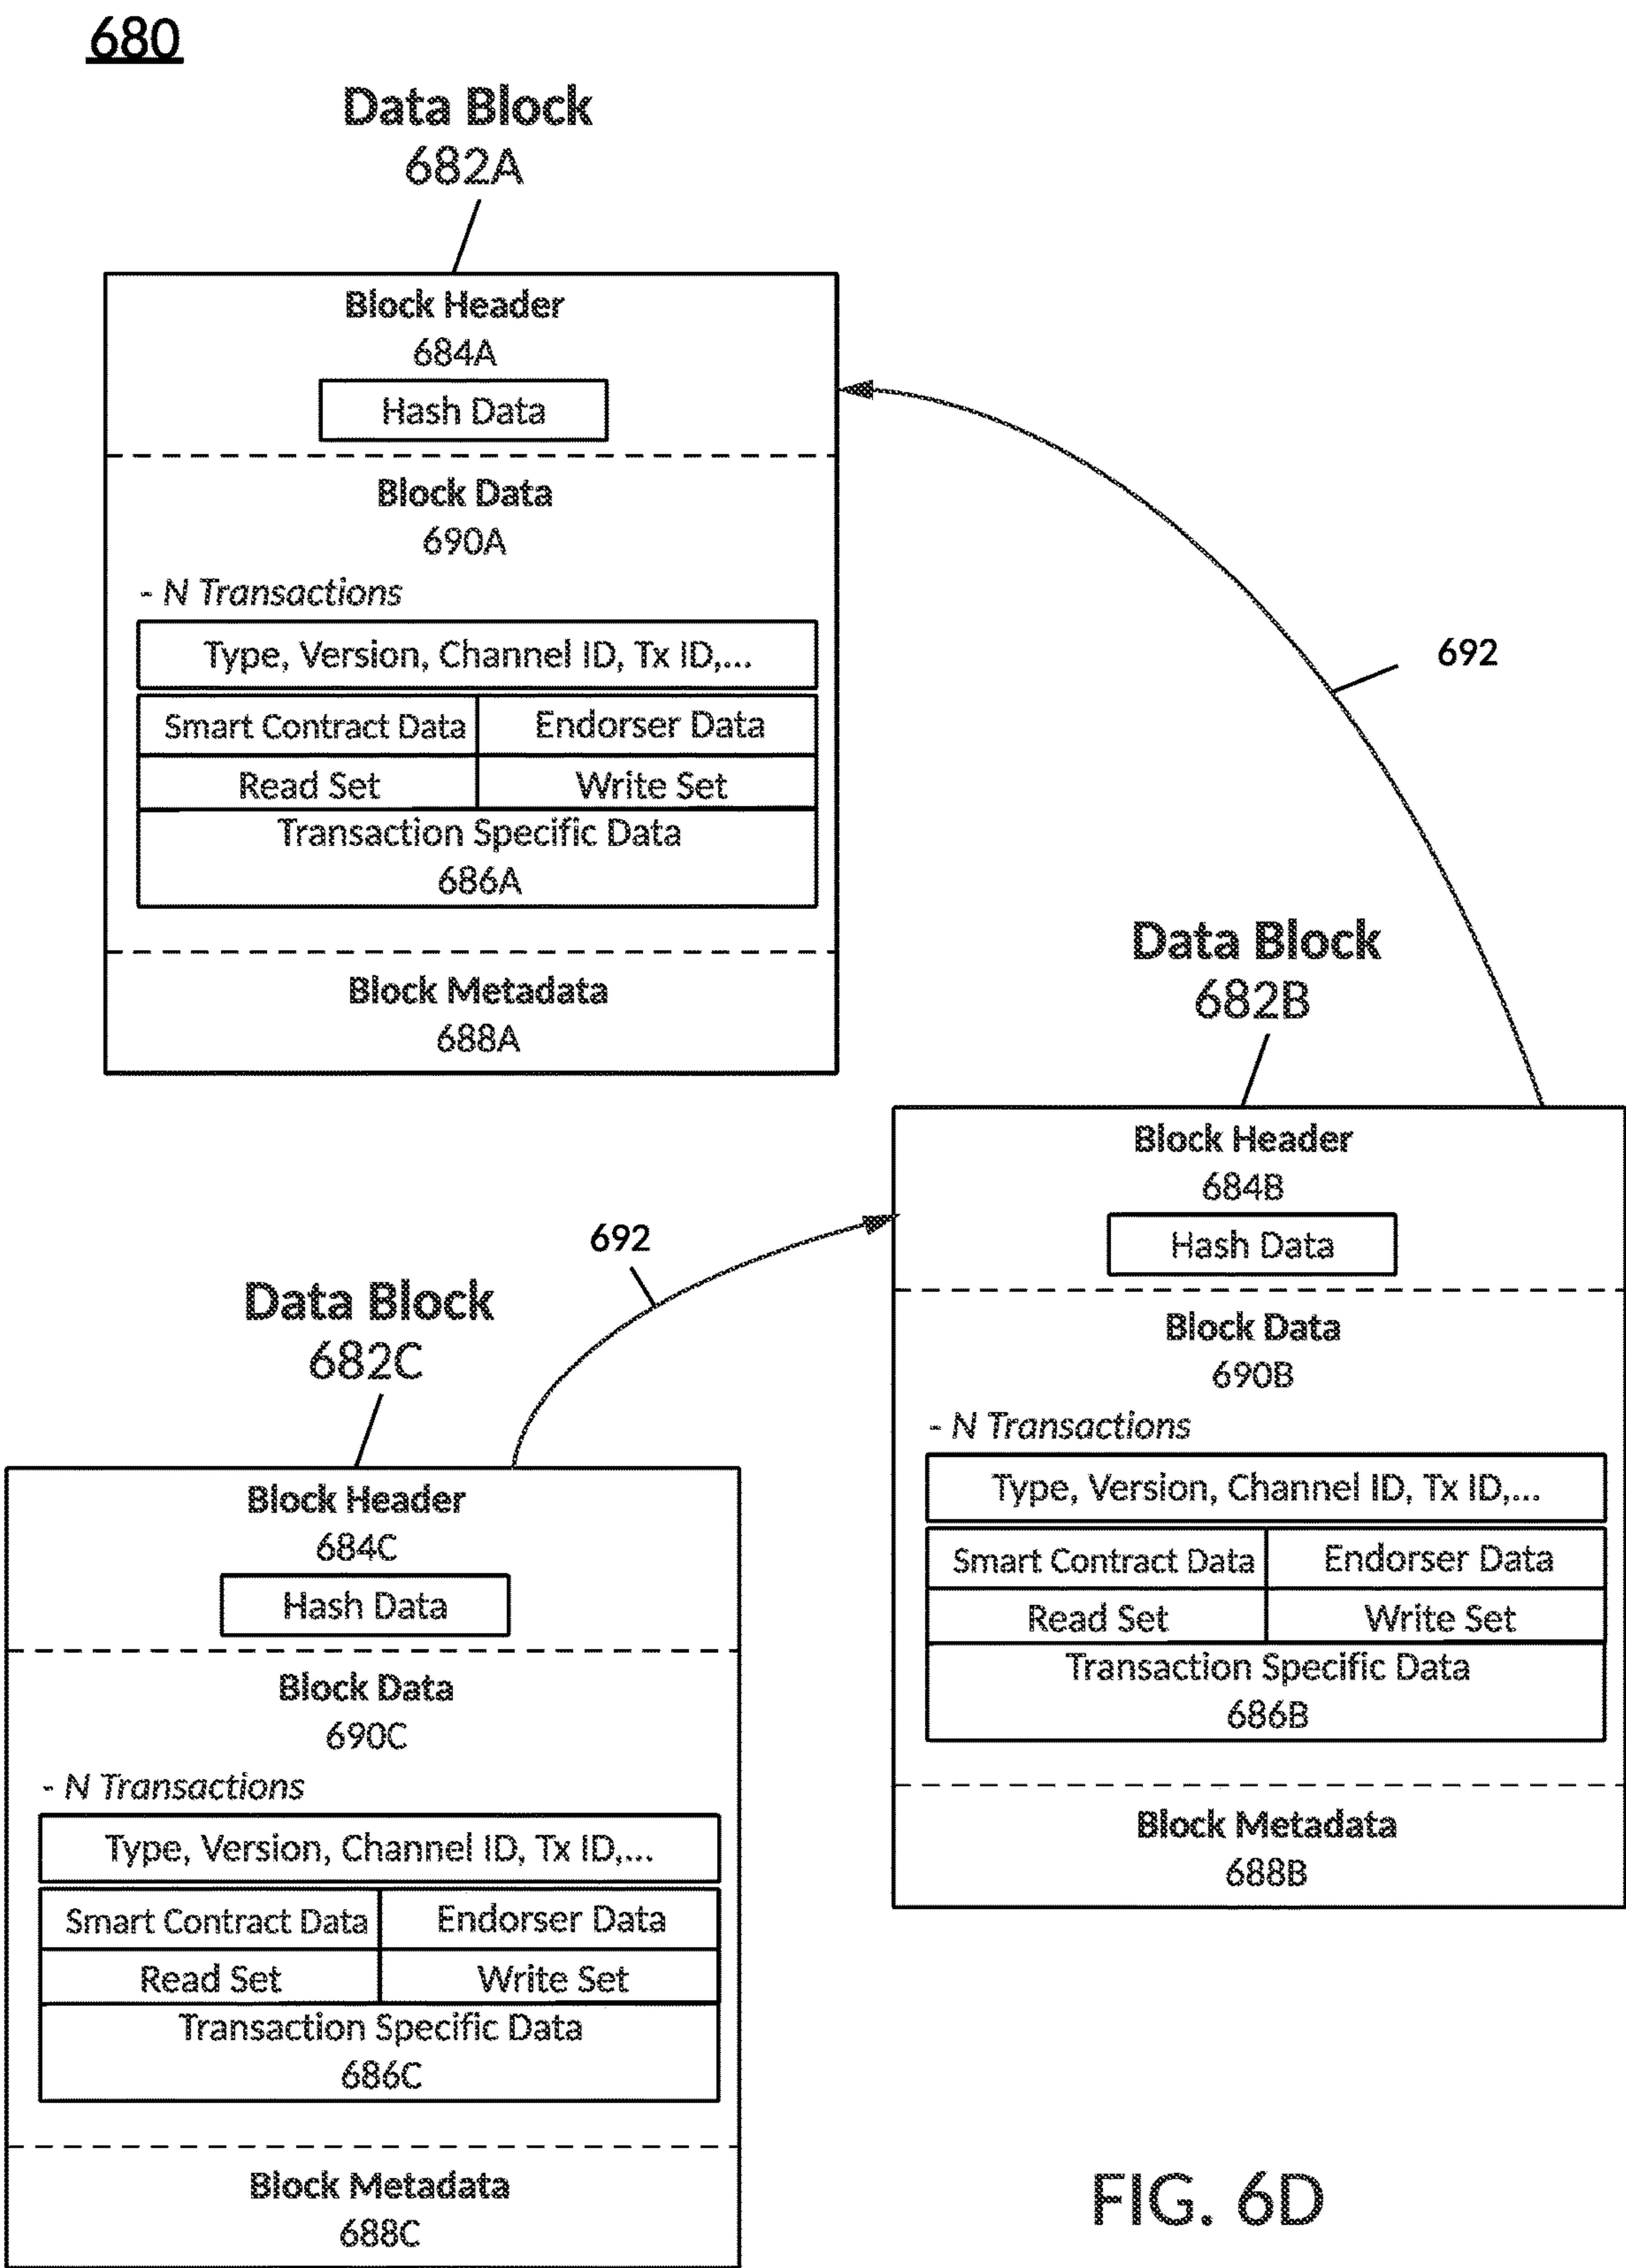 680
Data Block
682A
Block Header
684A
Hash Data
Block Data
690A
- N Transactions
Type, Version, Channel ID, Tx ID,...
Smart Contract Data
Endorser Data
Read Set
Write Set
Transaction Specific Data
686A
Block Metadata
688A
692
Data Block
682B
Block Header
684B
Hash Data
Block Data
690B
- N Transactions
Type, Version, Channel ID, Tx ID,...
Smart Contract Data
Endorser Data
Read Set
Write Set
Transaction Specific Data
686B
Block Metadata
688B
692
Data Block
682C
Block Header
684C
Hash Data
Block Data
690C
- N Transactions
Type, Version, Channel ID, Tx ID,...
Smart Contract Data
Endorser Data
Read Set
Write Set
Transaction Specific Data
686C
Block Metadata
688C
FIG. 6D